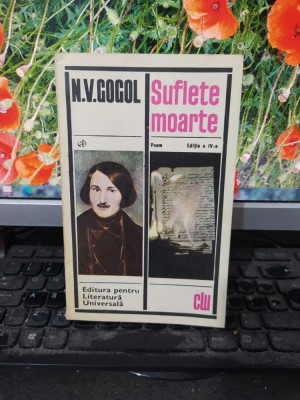 N.V.GOGOL
Suflete
moarte
Poem Ediția a IV-a
Editura pentru
Literatură
Universală
clu